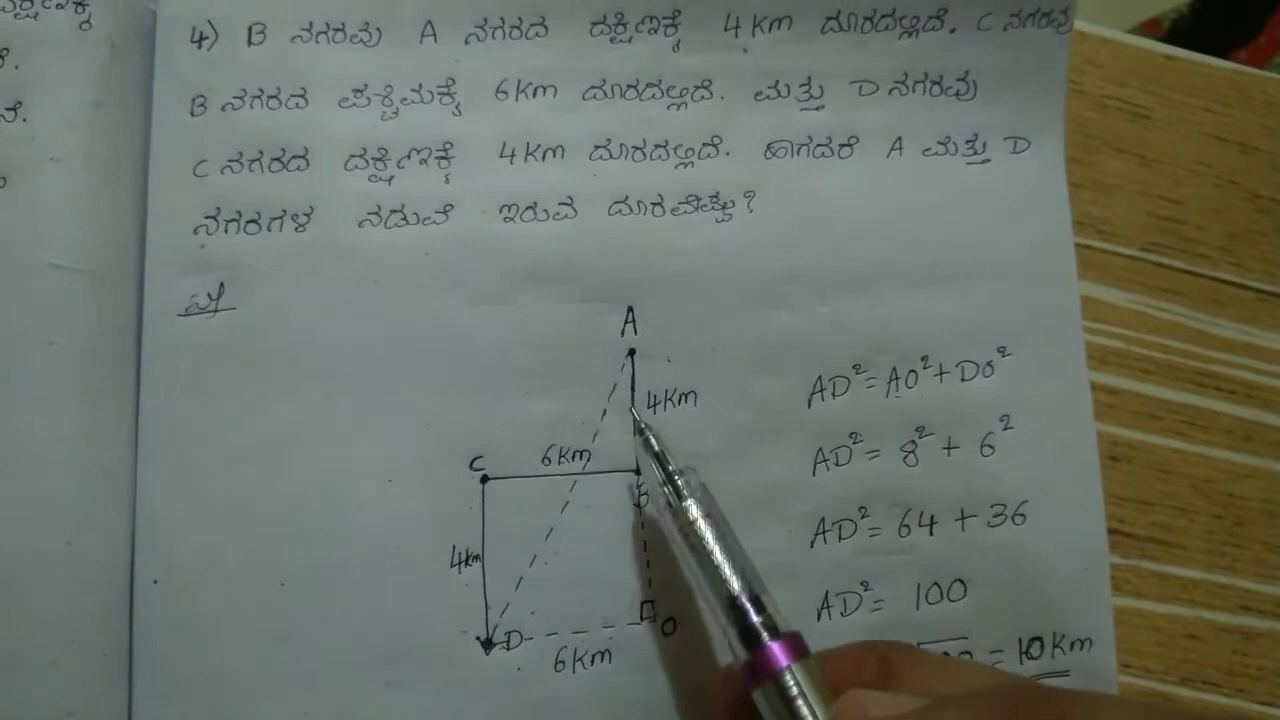 4) B ನಗರವು A ನಗರದ ದಕ್ಷಿಣಕ್ಕೆ 4Km ದೂರದಲ್ಲಿದೆ. C ನಗರವು
B ನಗರದ ಪಶ್ಚಿಮಕ್ಕೆ 6Km ದೂರದಲ್ಲಿದೆ. ಮತ್ತು D ನಗರವು
C ನಗರದ ದಕ್ಷಿಣಕ್ಕೆ 4Km ದೂರದಲ್ಲಿದೆ. ಹಾಗದರೆ A ಮತ್ತು D
ನಗರಗಳ ನಡುವೆ ಇರುವ ದೂರವೆಷ್ಟು?
A
4Km
C
6Km
B
4km
D
6Km
O
AD²=AO²+DO²
AD²= 8² + 6²
AD²= 64 + 36
AD²= 100
= 10Km